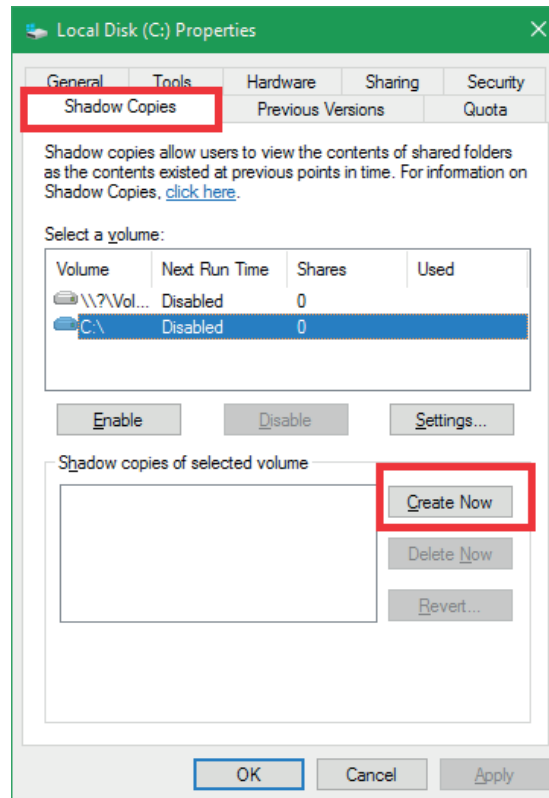 Local Disk (C:) Properties
General Tools Hardware Sharing Security
Shadow Copies Previous Versions Quota
Shadow copies allow users to view the contents of shared folders
as the contents existed at previous points in time. For information on
Shadow Copies, click here.
Select a volume:
Volume Next Run Time Shares Used
\\?\Vol... Disabled 0
C:\ Disabled 0
Enable Disable Settings...
Shadow copies of selected volume
Create Now
Delete Now
Revert...
OK Cancel Apply